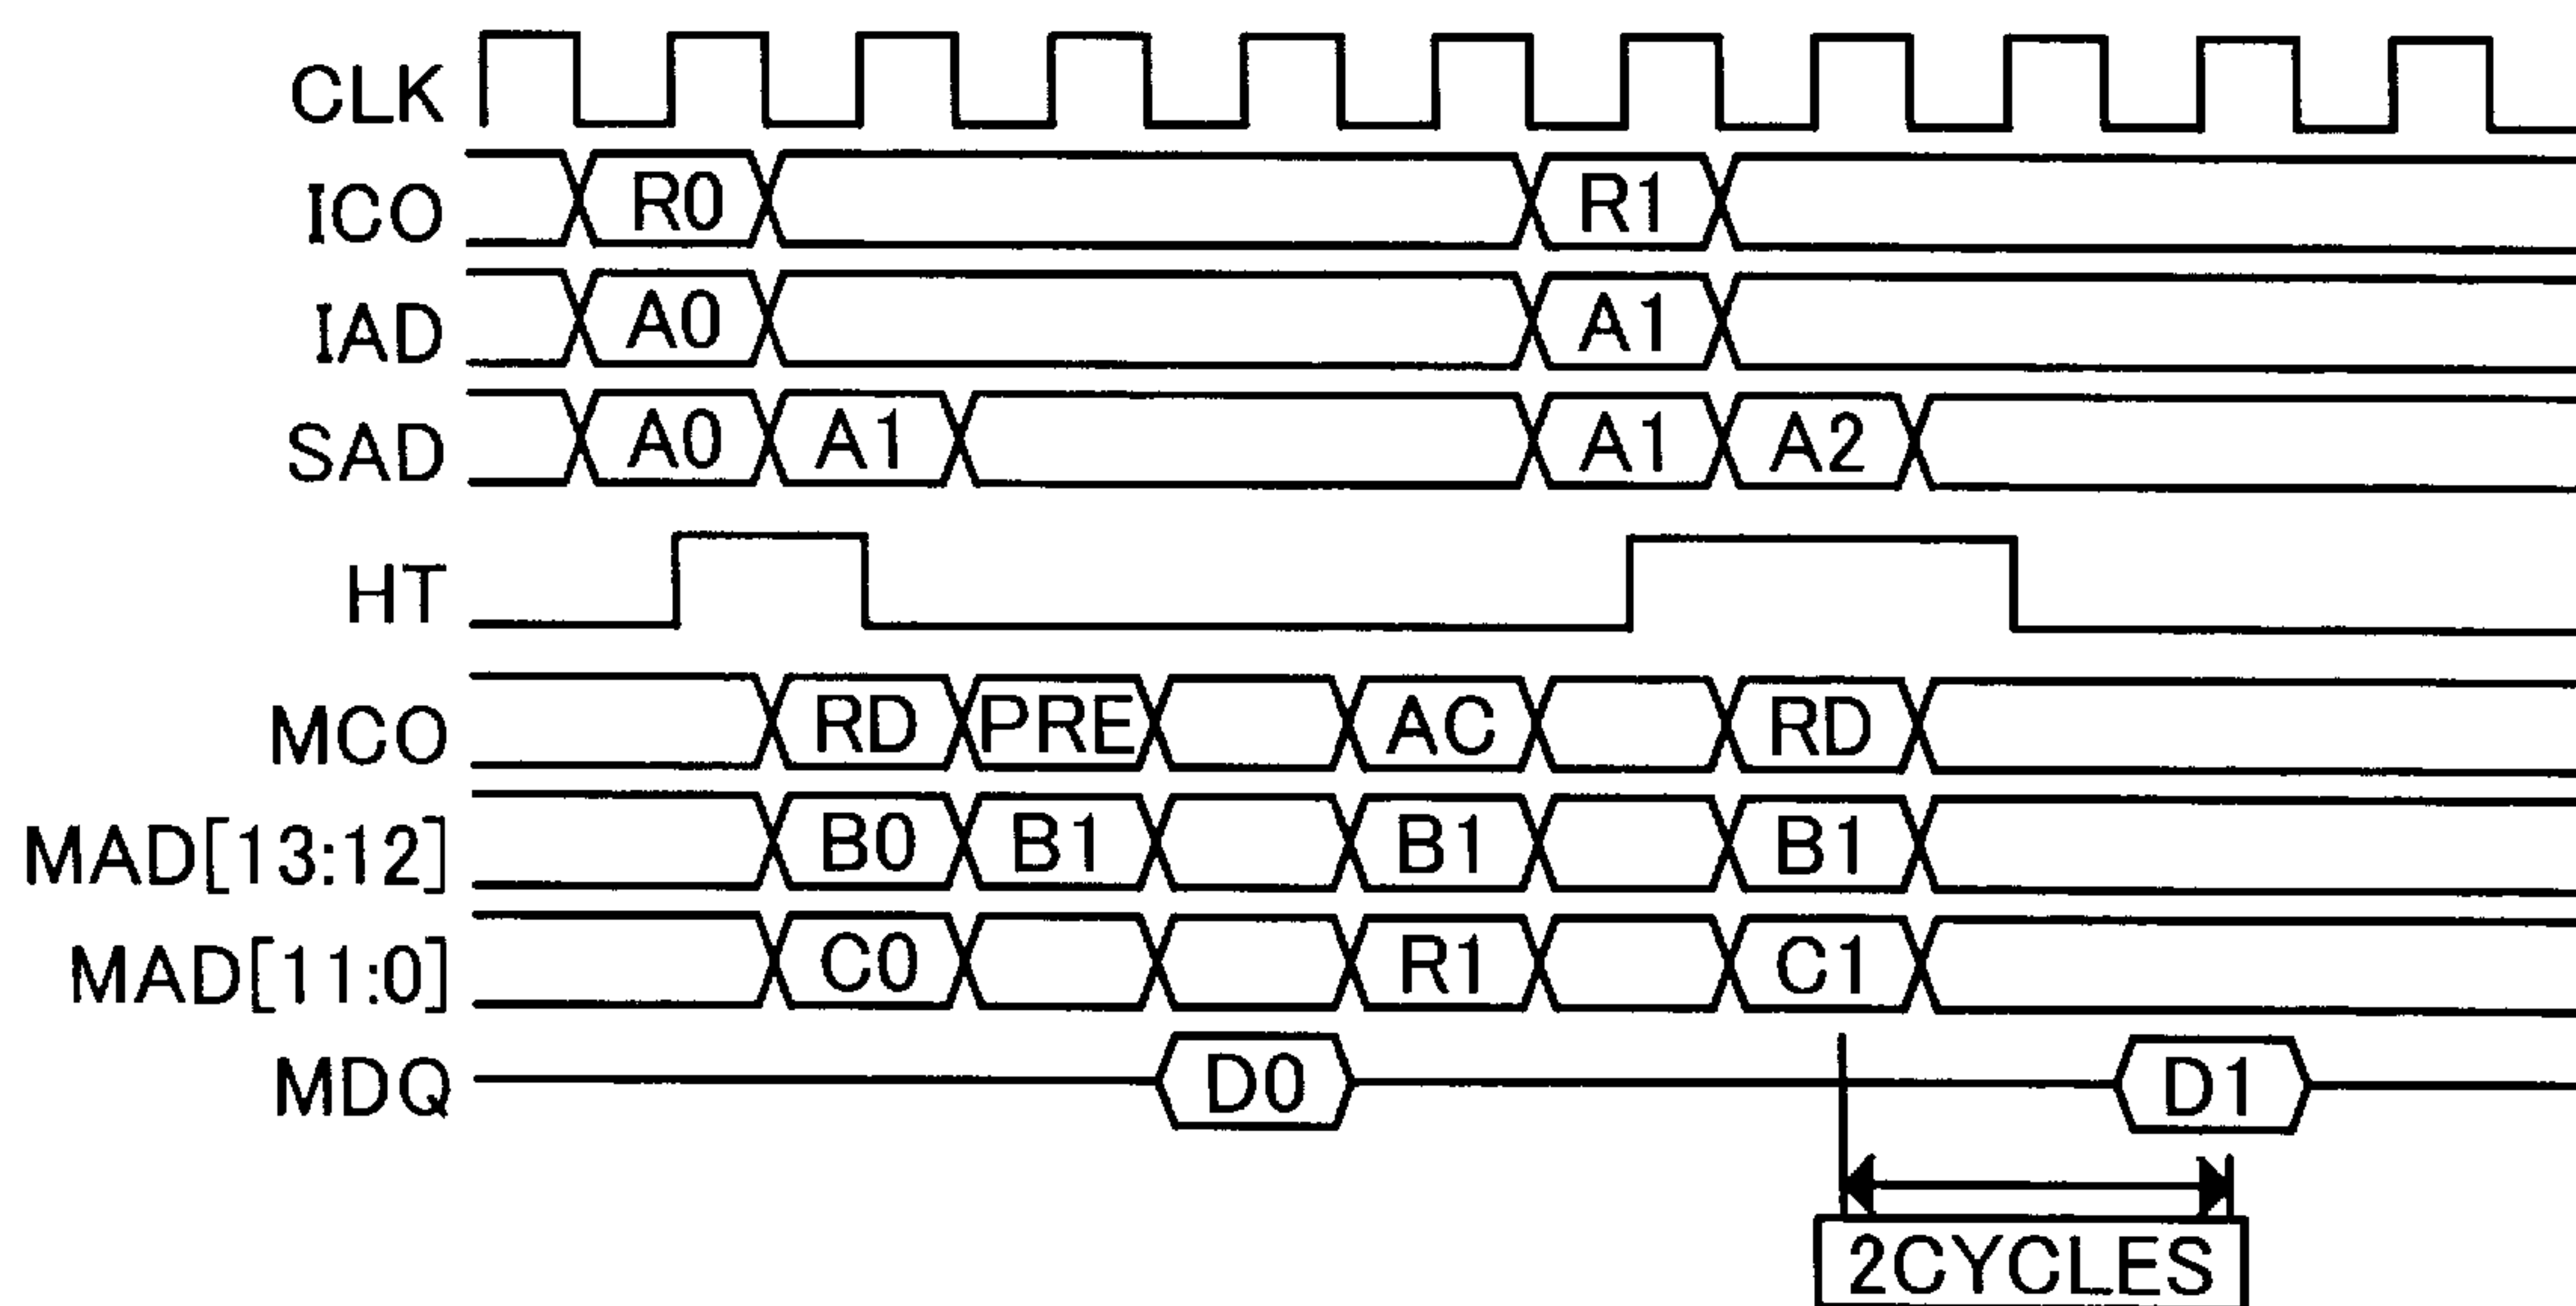 CLK
ICO R0 R1
IAD A0 A1
SAD A0 A1 A1 A2
HT
MCO RD PRE AC RD
MAD[13:12] B0 B1 B1 B1
MAD[11:0] C0 R1 C1
MDQ D0 D1
2CYCLES